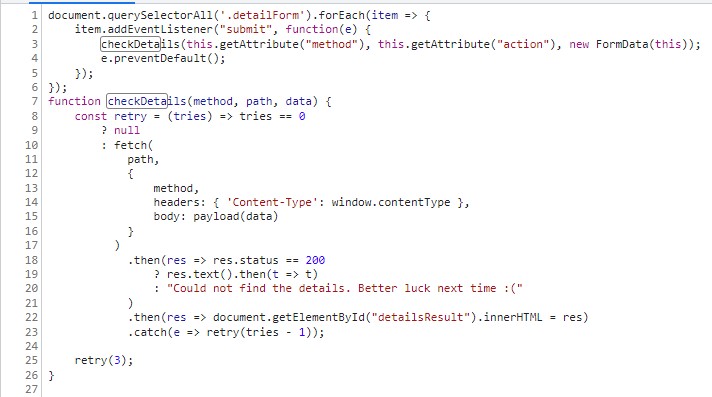 1 document.querySelectorAll('.detailForm').forEach(item => {
2     item.addEventListener("submit", function(e) {
3         checkDetails(this.getAttribute("method"), this.getAttribute("action"), new FormData(this));
4         e.preventDefault();
5     });
6 });
7 function checkDetails(method, path, data) {
8     const retry = (tries) => tries == 0
9         ? null
10         : fetch(
11             path,
12             {
13                 method,
14                 headers: { 'Content-Type': window.contentType },
15                 body: payload(data)
16             }
17           )
18             .then(res => res.status == 200
19                 ? res.text().then(t => t)
20                 : "Could not find the details. Better luck next time :("
21             )
22             .then(res => document.getElementById("detailsResult").innerHTML = res)
23             .catch(e => retry(tries - 1));
24
25     retry(3);
26 }
27